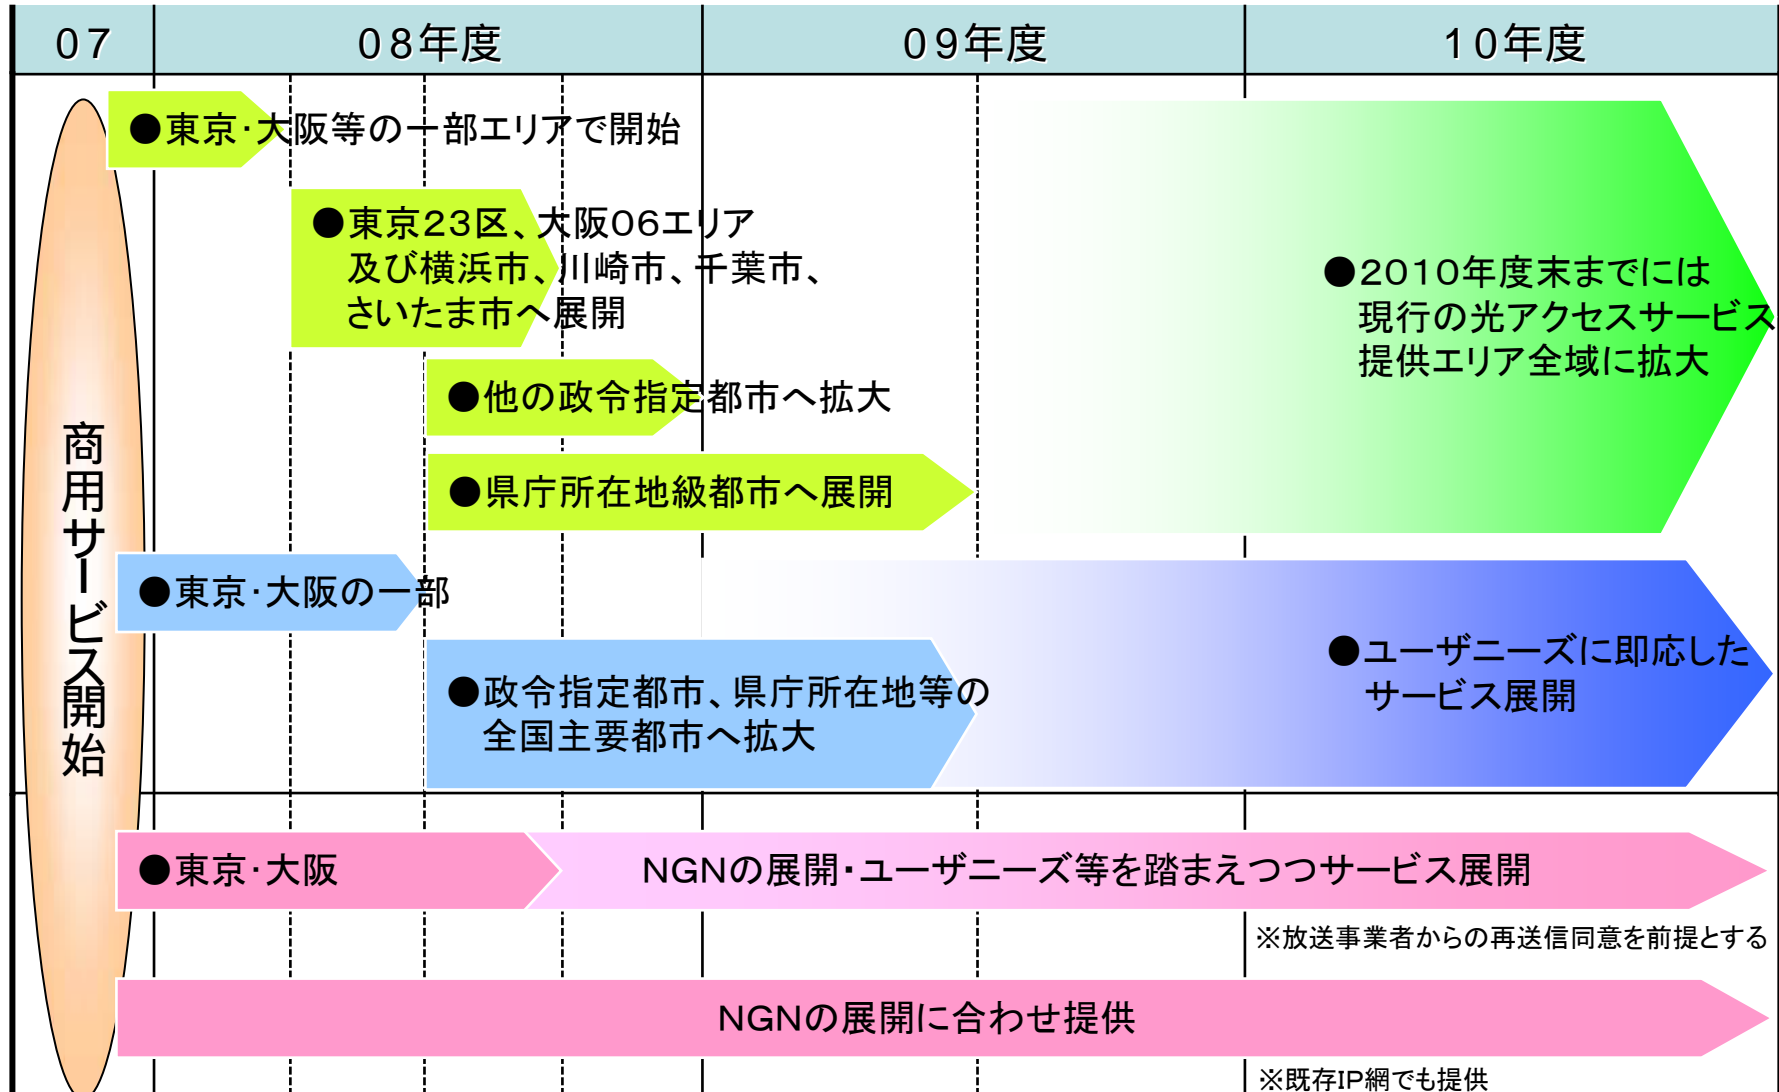 07
08年度
09年度
10年度
商用サービス開始
●東京・大阪等の一部エリアで開始
●東京23区、大阪06エリア
及び横浜市、川崎市、千葉市、
さいたま市へ展開
●他の政令指定都市へ拡大
●県庁所在地級都市へ展開
●2010年度末までには
現行の光アクセスサービス
提供エリア全域に拡大
●東京・大阪の一部
●政令指定都市、県庁所在地等の
全国主要都市へ拡大
●ユーザニーズに即応した
サービス展開
●東京・大阪
NGNの展開・ユーザニーズ等を踏まえつつサービス展開
※放送事業者からの再送信同意を前提とする
NGNの展開に合わせ提供
※既存IP網でも提供